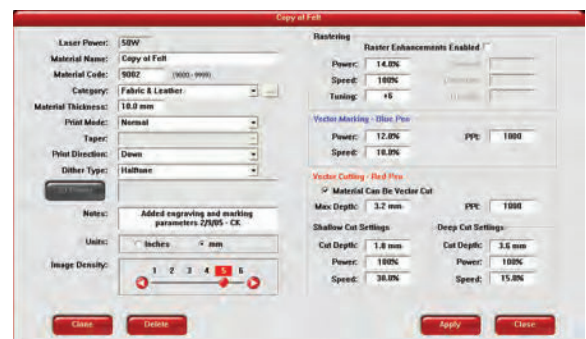 Copy of Felt
Laser Power: 50W
Material Name: Copy of Felt
Material Code: 9002 (9000 - 9999)
Category: Fabric & Leather
Material Thickness: 10.0 mm
Print Mode: Normal
Taper:
Print Direction: Down
Dither Type: Halftone
Notes: Added engraving and marking
parameters 2/9/05 - CK
Units: Inches mm
Image Density: 1 2 3 4 5 6
Clone Delete
Rastering
Raster Enhancements Enabled
Power: 14.0%
Speed: 100%
Tuning: +6
Vector Marking - Blue Pen
Power: 12.0% PPI: 1000
Speed: 10.0%
Vector Cutting - Red Pen
Material Can Be Vector Cut
Max Depth: 3.2 mm PPI: 1000
Shallow Cut Settings Deep Cut Settings
Cut Depth: 1.8 mm Cut Depth: 3.6 mm
Power: 100% Power: 100%
Speed: 30.0% Speed: 15.0%
Apply Close